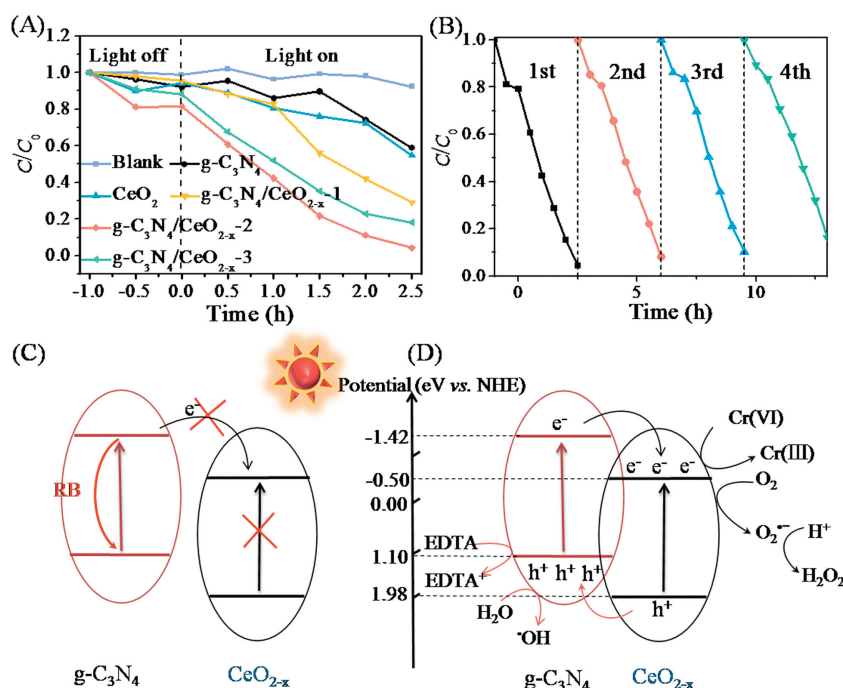 (A)
Light off
Light on
C/C₀
1.2
1.0
0.8
0.6
0.4
0.2
0.0
Blank
g-C₃N₄
CeO₂
g-C₃N₄/CeO₂₋ₓ-1
g-C₃N₄/CeO₂₋ₓ-2
g-C₃N₄/CeO₂₋ₓ-3
-1.0 -0.5 0.0 0.5 1.0 1.5 2.0 2.5
Time (h)
(B)
1st 2nd 3rd 4th
C/C₀
1.0
0.8
0.6
0.4
0.2
0.0
0 5 10
Time (h)
(C)
e⁻
RB
g-C₃N₄
CeO₂₋ₓ
(D)
Potential (eV vs. NHE)
-1.42
-0.50
0.00
1.10
1.98
e⁻
e⁻ e⁻ e⁻
Cr(VI)
Cr(III)
O₂
O₂•⁻
H⁺
H₂O₂
EDTA
EDTA⁺
h⁺ h⁺ h⁺
h⁺
H₂O
•OH
g-C₃N₄
CeO₂₋ₓ